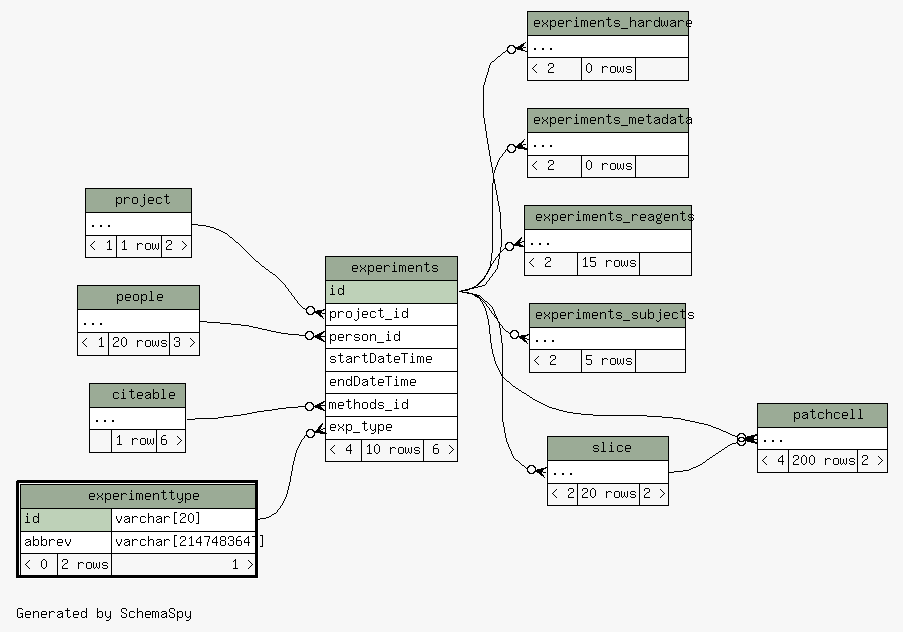 experiments_hardware
...
< 2 0 rows
experiments_metadata
...
< 2 0 rows
experiments_reagents
...
< 2 15 rows
experiments_subjects
...
< 2 5 rows
project
...
< 1 1 row 2 >
people
...
< 1 20 rows 3 >
citeable
...
1 row 6 >
experimenttype
id varchar[20]
abbrev varchar[2147483647]
< 0 2 rows 1 >
experiments
id
project_id
person_id
startDateTime
endDateTime
methods_id
exp_type
< 4 10 rows 6 >
slice
...
< 2 20 rows 2 >
patchcell
...
< 4 200 rows 2 >
Generated by SchemaSpy